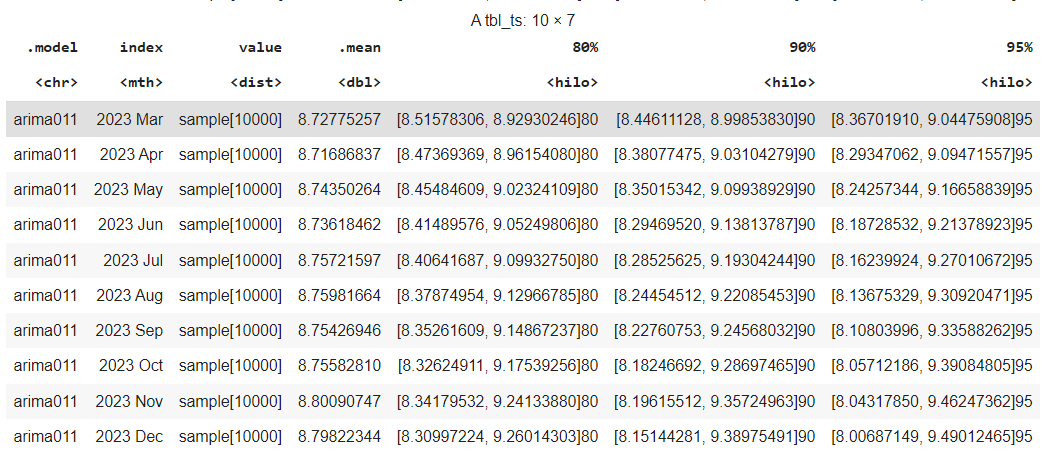 A tbl_ts: 10 × 7
.model index value .mean 80% 90% 95%
<chr> <mth> <dist> <dbl> <hilo> <hilo> <hilo>
arima011 2023 Mar sample[10000] 8.72775257 [8.51578306, 8.92930246]80 [8.44611128, 8.99853830]90 [8.36701910, 9.04475908]95
arima011 2023 Apr sample[10000] 8.71686837 [8.47369369, 8.96154080]80 [8.38077475, 9.03104279]90 [8.29347062, 9.09471557]95
arima011 2023 May sample[10000] 8.74350264 [8.45484609, 9.02324109]80 [8.35015342, 9.09938929]90 [8.24257344, 9.16658839]95
arima011 2023 Jun sample[10000] 8.73618462 [8.41489576, 9.05249806]80 [8.29469520, 9.13813787]90 [8.18728532, 9.21378923]95
arima011 2023 Jul sample[10000] 8.75721597 [8.40641687, 9.09932750]80 [8.28525625, 9.19304244]90 [8.16239924, 9.27010672]95
arima011 2023 Aug sample[10000] 8.75981664 [8.37874954, 9.12966785]80 [8.24454512, 9.22085453]90 [8.13675329, 9.30920471]95
arima011 2023 Sep sample[10000] 8.75426946 [8.35261609, 9.14867237]80 [8.22760753, 9.24568032]90 [8.10803996, 9.33588262]95
arima011 2023 Oct sample[10000] 8.75582810 [8.32624911, 9.17539256]80 [8.18246692, 9.28697465]90 [8.05712186, 9.39084805]95
arima011 2023 Nov sample[10000] 8.80090747 [8.34179532, 9.24133880]80 [8.19615512, 9.35724963]90 [8.04317850, 9.46247362]95
arima011 2023 Dec sample[10000] 8.79822344 [8.30997224, 9.26014303]80 [8.15144281, 9.38975491]90 [8.00687149, 9.49012465]95